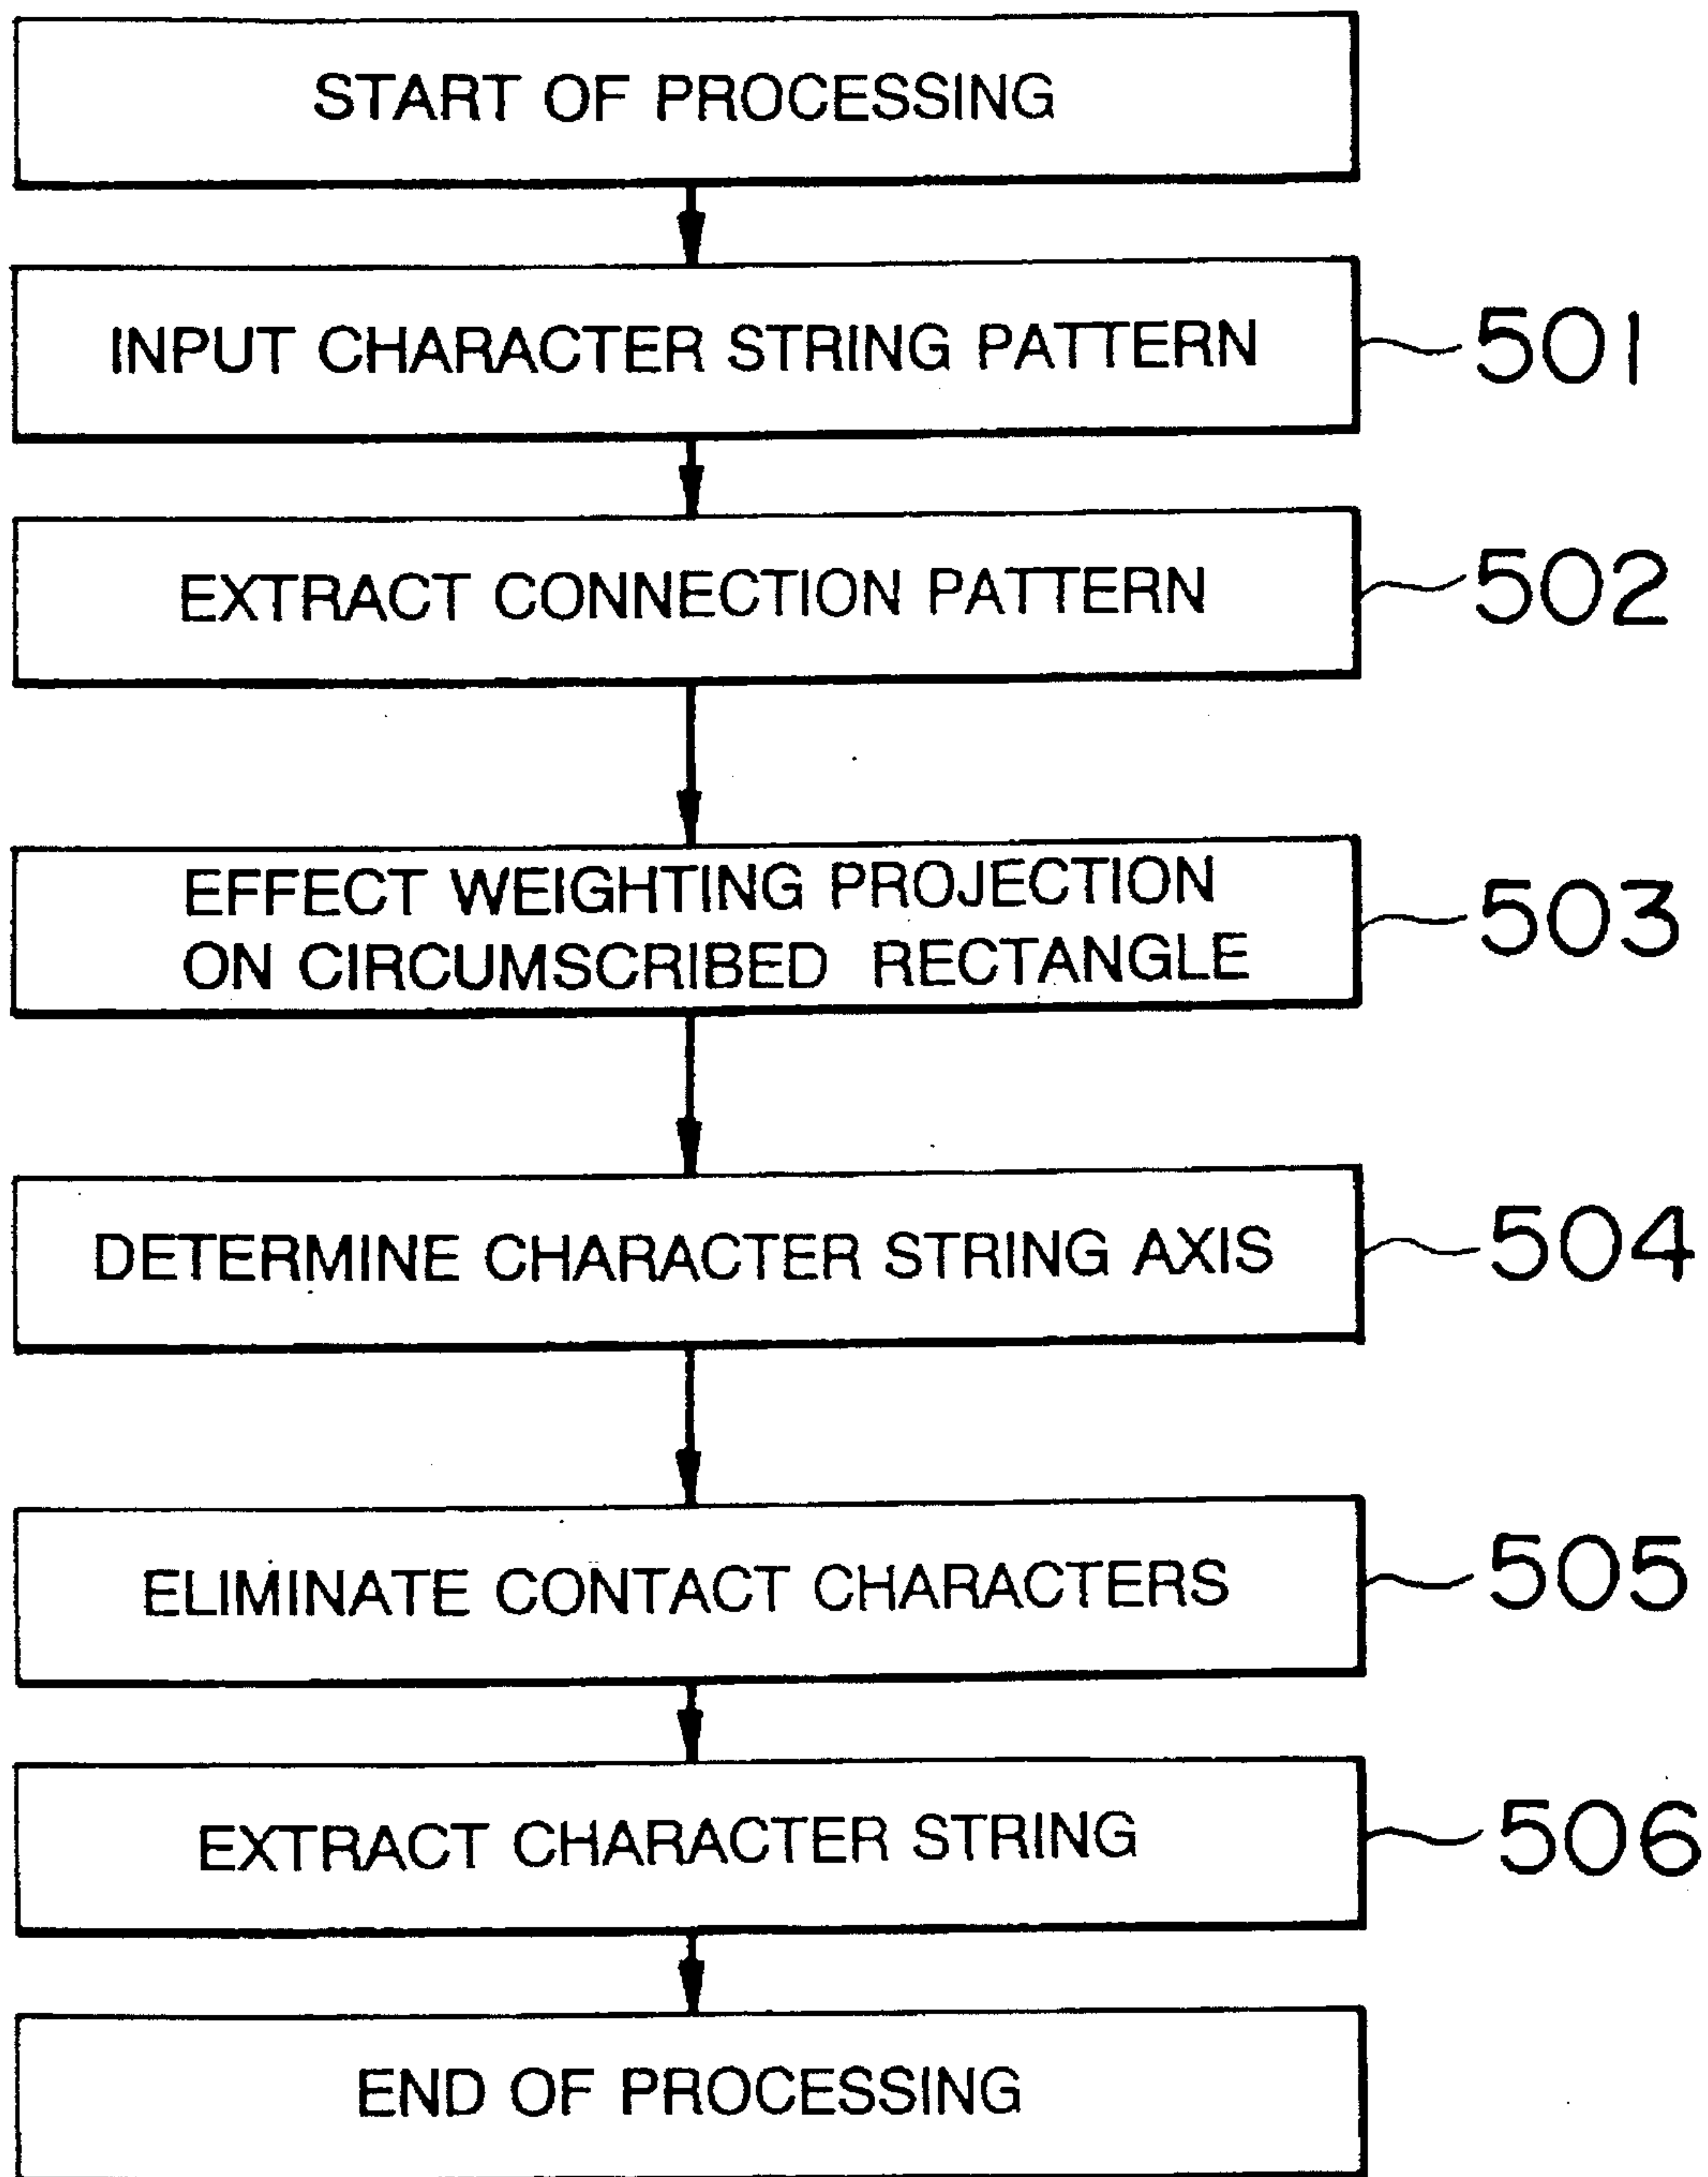 START OF PROCESSING
INPUT CHARACTER STRING PATTERN 501
EXTRACT CONNECTION PATTERN 502
EFFECT WEIGHTING PROJECTION
ON CIRCUMSCRIBED RECTANGLE 503
DETERMINE CHARACTER STRING AXIS 504
ELIMINATE CONTACT CHARACTERS 505
EXTRACT CHARACTER STRING 506
END OF PROCESSING